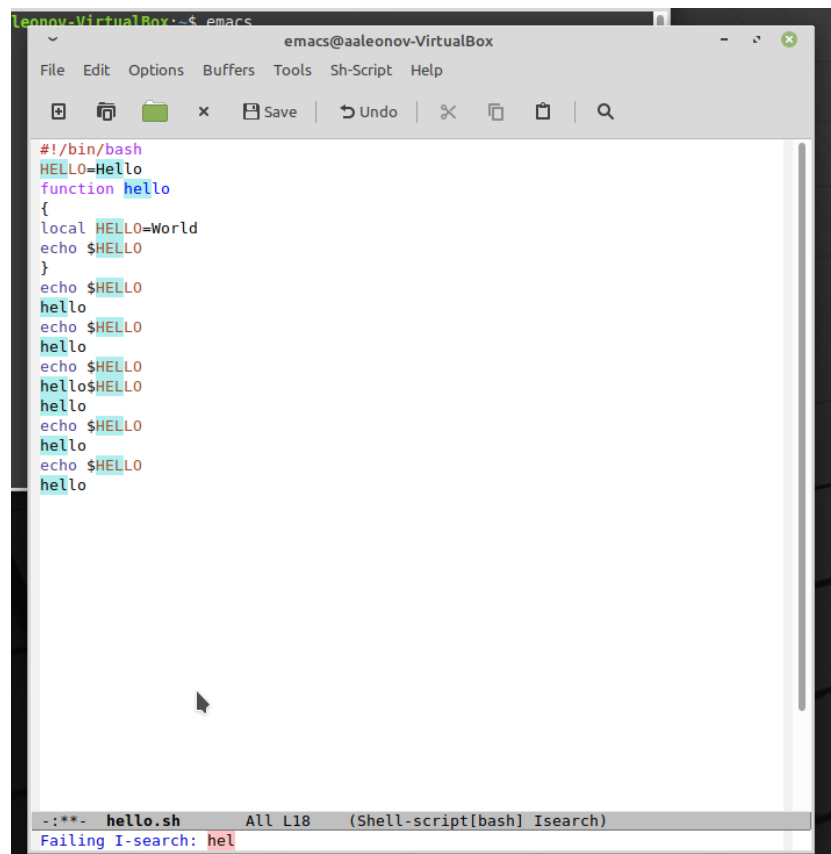 leonov-VirtualBox:~$ emacs
emacs@aaleonov-VirtualBox
File Edit Options Buffers Tools Sh-Script Help
Save Undo
#!/bin/bash
HELLO=Hello
function hello
{
local HELLO=World
echo $HELLO
}
echo $HELLO
hello
echo $HELLO
hello
echo $HELLO
hello$HELLO
hello
echo $HELLO
hello
echo $HELLO
hello
-:**- hello.sh All L18 (Shell-script[bash] Isearch)
Failing I-search: hel